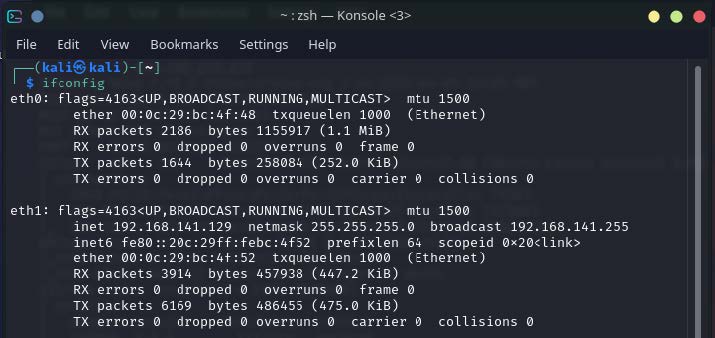 ~ : zsh — Konsole <3>
File Edit View Bookmarks Settings Help
(kali㉿kali)-[~]
$ ifconfig
eth0: flags=4163<UP,BROADCAST,RUNNING,MULTICAST>  mtu 1500
ether 00:0c:29:bc:4f:48  txqueuelen 1000  (Ethernet)
RX packets 2186  bytes 1155917 (1.1 MiB)
RX errors 0  dropped 0  overruns 0  frame 0
TX packets 1644  bytes 258084 (252.0 KiB)
TX errors 0  dropped 0 overruns 0  carrier 0  collisions 0
eth1: flags=4163<UP,BROADCAST,RUNNING,MULTICAST>  mtu 1500
inet 192.168.141.129  netmask 255.255.255.0  broadcast 192.168.141.255
inet6 fe80::20c:29ff:febc:4f52  prefixlen 64  scopeid 0×20<link>
ether 00:0c:29:bc:4f:52  txqueuelen 1000  (Ethernet)
RX packets 3914  bytes 457938 (447.2 KiB)
RX errors 0  dropped 0  overruns 0  frame 0
TX packets 6169  bytes 486455 (475.0 KiB)
TX errors 0  dropped 0 overruns 0  carrier 0  collisions 0